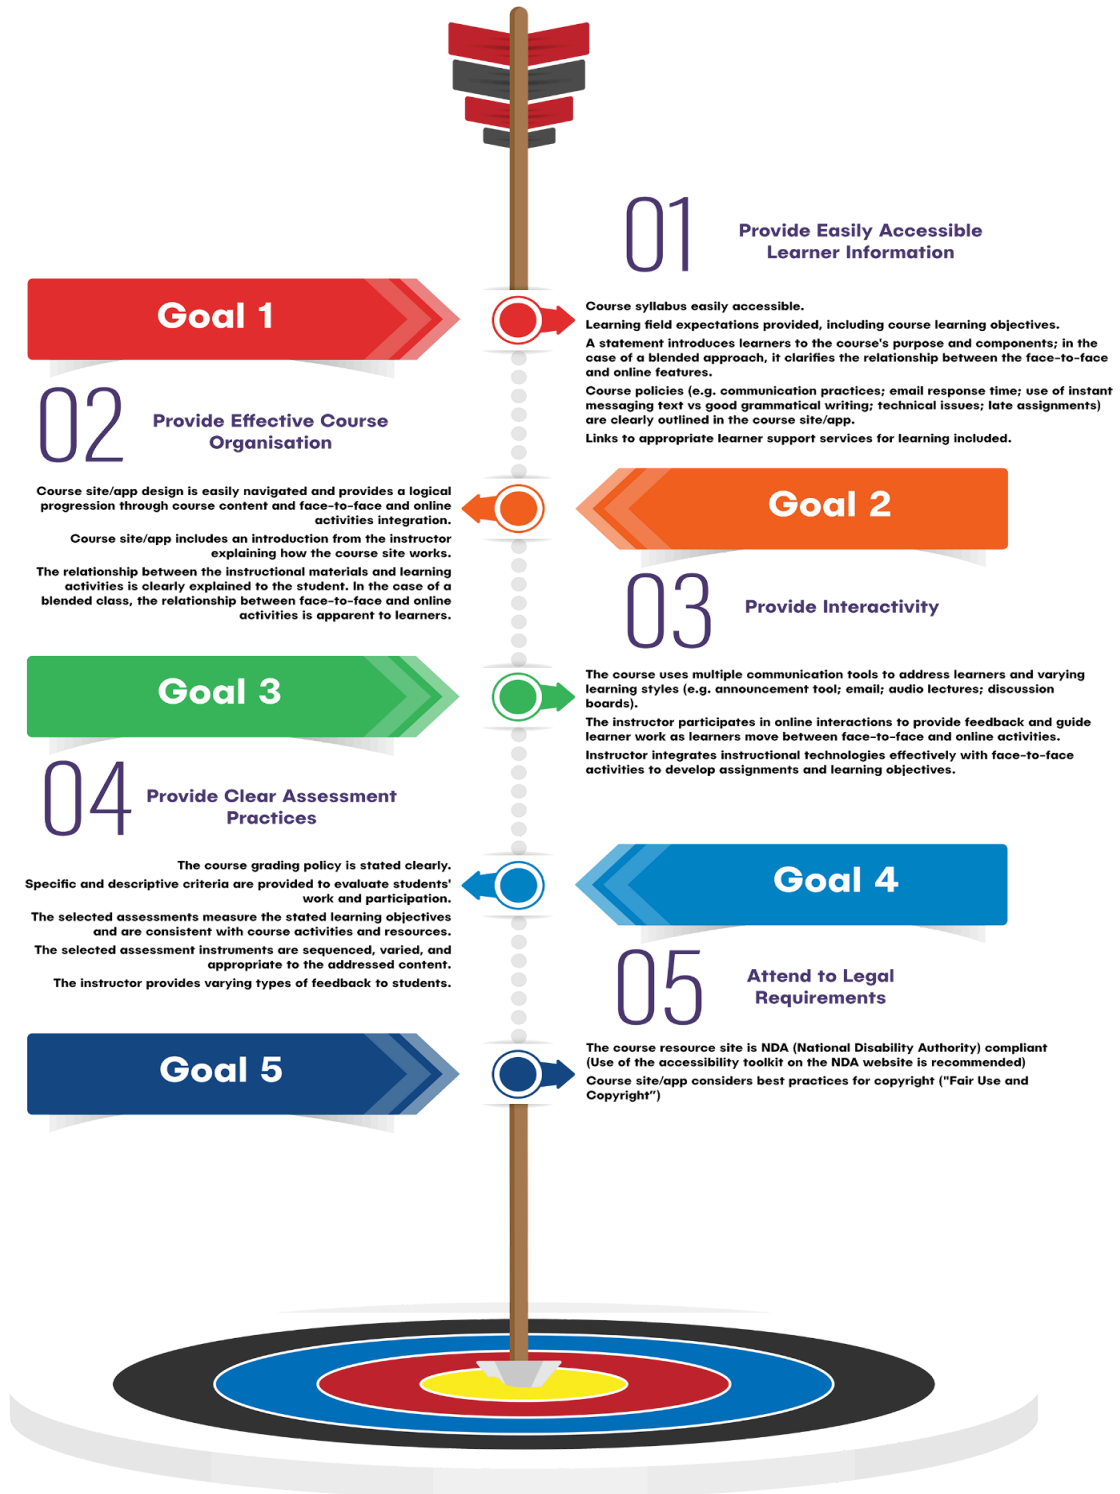 01
Provide Easily Accessible
Learner Information
Goal 1
Course syllabus easily accessible.
Learning field expectations provided, including course learning objectives.
A statement introduces learners to the course's purpose and components; in the
case of a blended approach, it clarifies the relationship between the face-to-face
and online features.
Course policies (e.g. communication practices; email response time; use of instant
messaging text vs good grammatical writing; technical issues; late assignments)
are clearly outlined in the course site/app.
Links to appropriate learner support services for learning included.
02
Provide Effective Course
Organisation
Goal 2
Course site/app design is easily navigated and provides a logical
progression through course content and face-to-face and online
activities integration.
Course site/app includes an introduction from the instructor
explaining how the course site works.
The relationship between the instructional materials and learning
activities is clearly explained to the student. In the case of a
blended class, the relationship between face-to-face and online
activities is apparent to learners.
03
Provide Interactivity
Goal 3
The course uses multiple communication tools to address learners and varying
learning styles (e.g. announcement tool; email; audio lectures; discussion
boards).
The instructor participates in online interactions to provide feedback and guide
learner work as learners move between face-to-face and online activities.
Instructor integrates instructional technologies effectively with face-to-face
activities to develop assignments and learning objectives.
04
Provide Clear Assessment
Practices
Goal 4
The course grading policy is stated clearly.
Specific and descriptive criteria are provided to evaluate students'
work and participation.
The selected assessments measure the stated learning objectives
and are consistent with course activities and resources.
The selected assessment instruments are sequenced, varied, and
appropriate to the addressed content.
The instructor provides varying types of feedback to students.
05
Attend to Legal
Requirements
Goal 5
The course resource site is NDA (National Disability Authority) compliant
(Use of the accessibility toolkit on the NDA website is recommended)
Course site/app considers best practices for copyright ("Fair Use and
Copyright”)